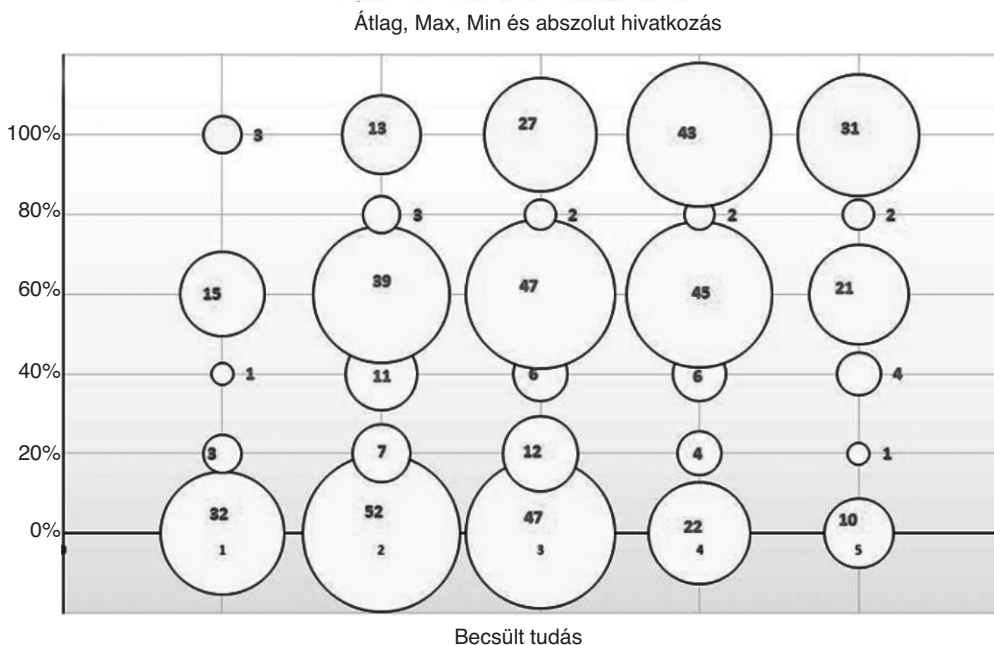 Átlag, Max, Min és abszolut hivatkozás
100% 3 13 27 43 31
80% 3 2 2 2
60% 15 39 47 45 21
40% 1 11 6 6 4
20% 3 7 12 4 1
0% 32 52 47 22 10
1 2 3 4 5
Becsült tudás